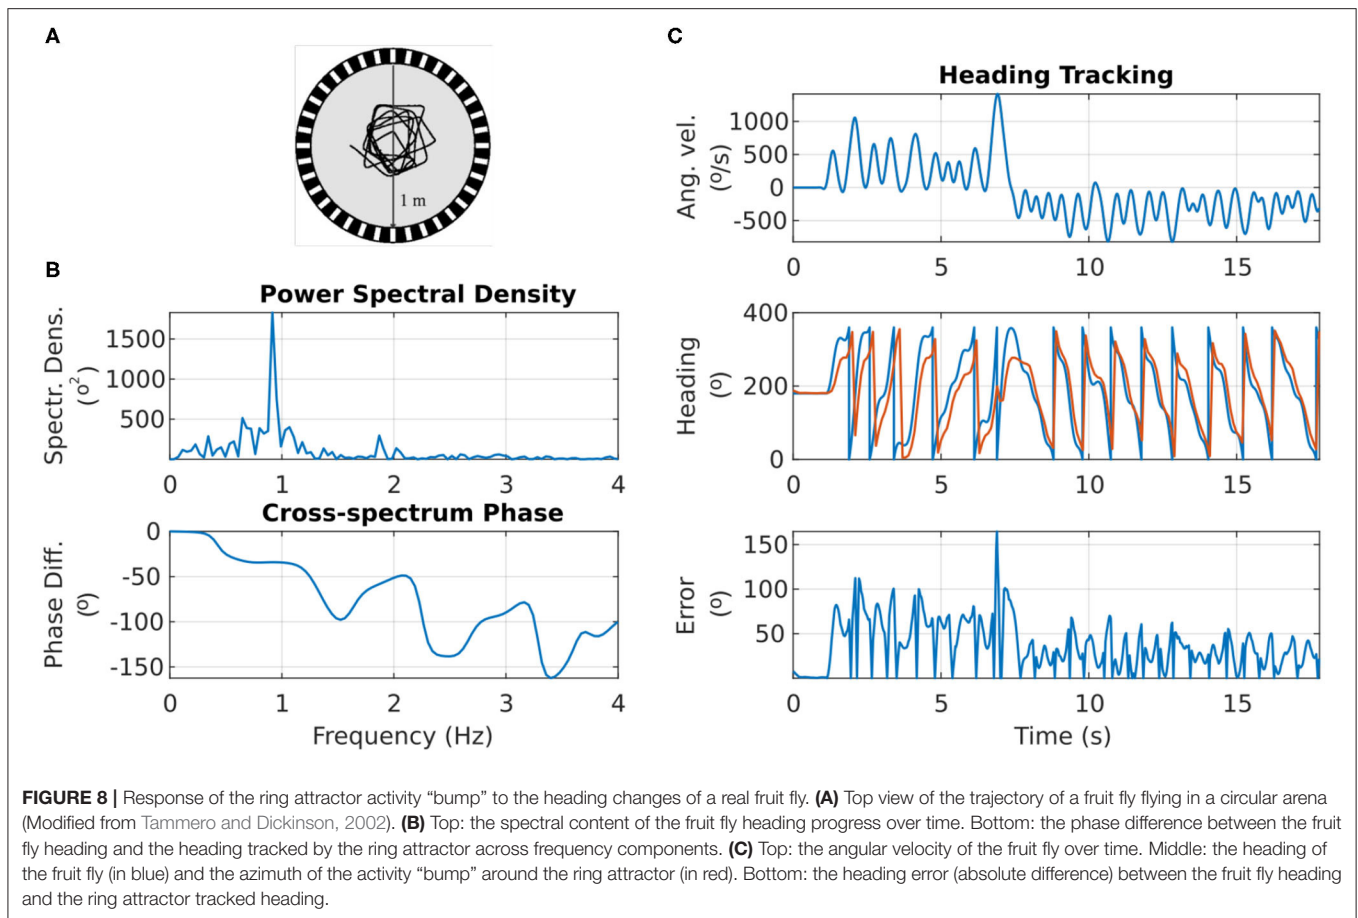 A
1 m
B
Power Spectral Density
Spectr. Dens.
(º²)
1500
1000
500
0 1 2 3 4
Cross-spectrum Phase
Phase Diff.
(º)
0
-50
-100
-150
0 1 2 3 4
Frequency (Hz)
C
Heading Tracking
Ang. vel.
(º/s)
1000
500
0
-500
0 5 10 15
Heading
(º)
400
200
0
0 5 10 15
Error
(º)
150
100
50
0 5 10 15
Time (s)
FIGURE 8 | Response of the ring attractor activity “bump” to the heading changes of a real fruit fly. (A) Top view of the trajectory of a fruit fly flying in a circular arena
(Modified from Tammero and Dickinson, 2002). (B) Top: the spectral content of the fruit fly heading progress over time. Bottom: the phase difference between the fruit
fly heading and the heading tracked by the ring attractor across frequency components. (C) Top: the angular velocity of the fruit fly over time. Middle: the heading of
the fruit fly (in blue) and the azimuth of the activity “bump” around the ring attractor (in red). Bottom: the heading error (absolute difference) between the fruit fly heading
and the ring attractor tracked heading.